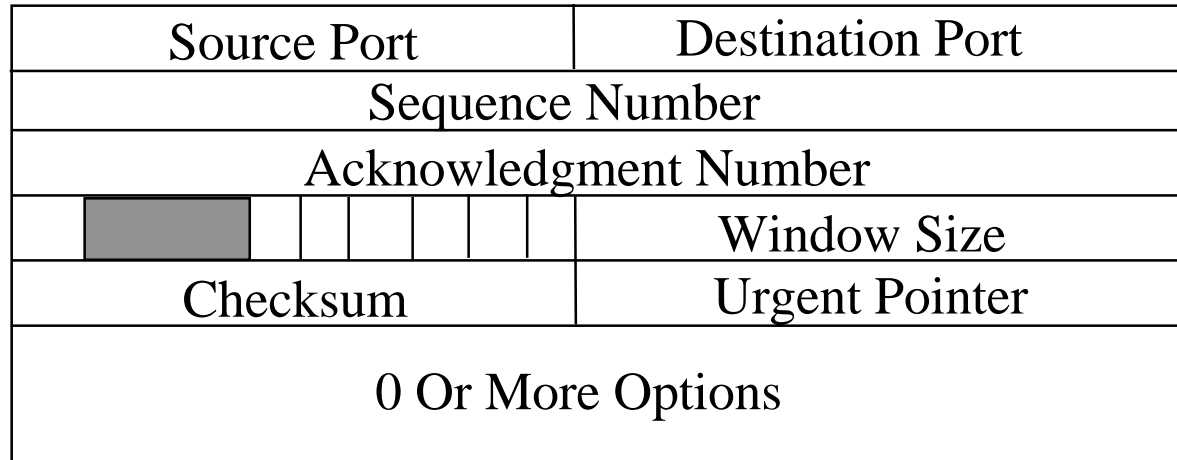 Source Port Destination Port
Sequence Number
Acknowledgment Number
Window Size
Checksum Urgent Pointer
0 Or More Options